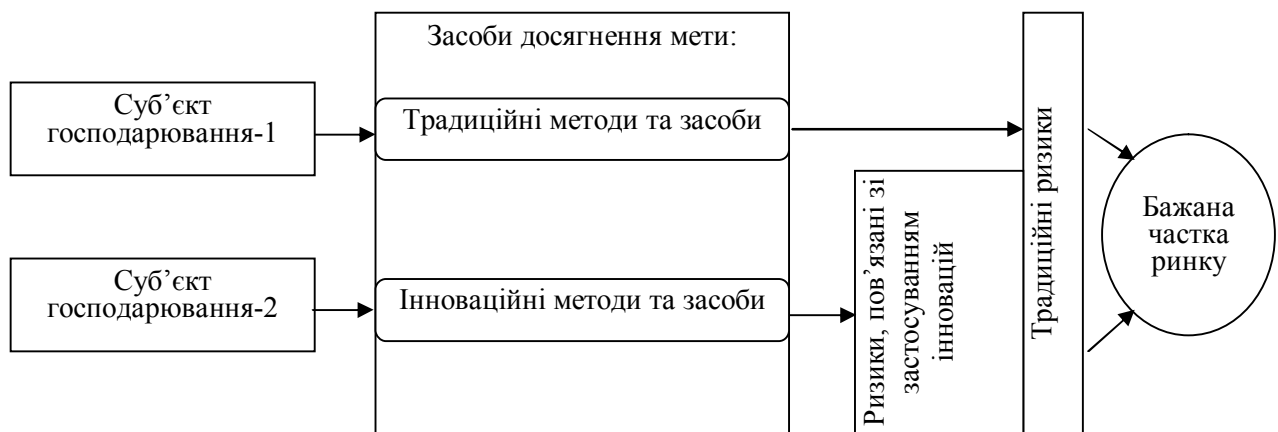 Засоби досягнення мети:
Суб’єкт
господарювання-1
Традиційні методи та засоби
Суб’єкт
господарювання-2
Інноваційні методи та засоби
Ризики, пов’язані зі
застосуванням
інновацій
Традиційні ризики
Бажана
частка
ринку